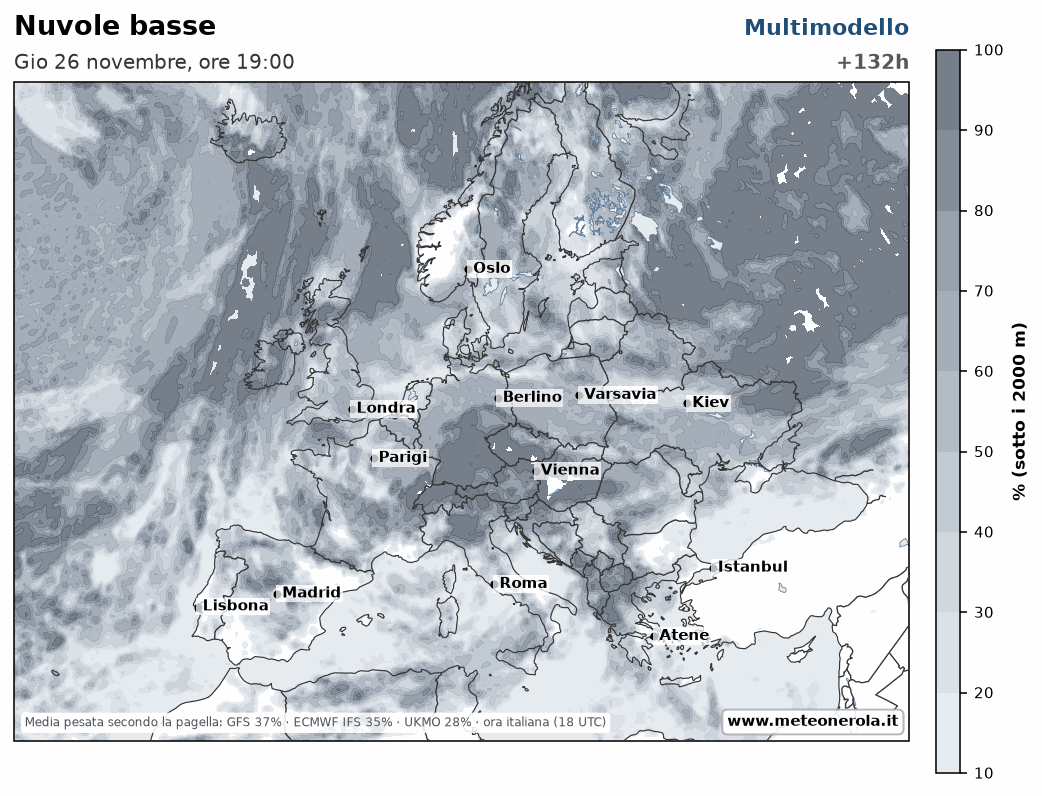 Nuvole basse
Multimodello
Gio 26 novembre, ore 19:00
+132h
100
90
80
70
60
50
40
30
20
10
% (sotto i 2000 m)
Oslo
Berlino
Varsavia
Kiev
Londra
Parigi
Vienna
Istanbul
Roma
Madrid
Lisbona
Atene
Media pesata secondo la pagella: GFS 37% · ECMWF IFS 35% · UKMO 28% · ora italiana (18 UTC)
www.meteonerola.it